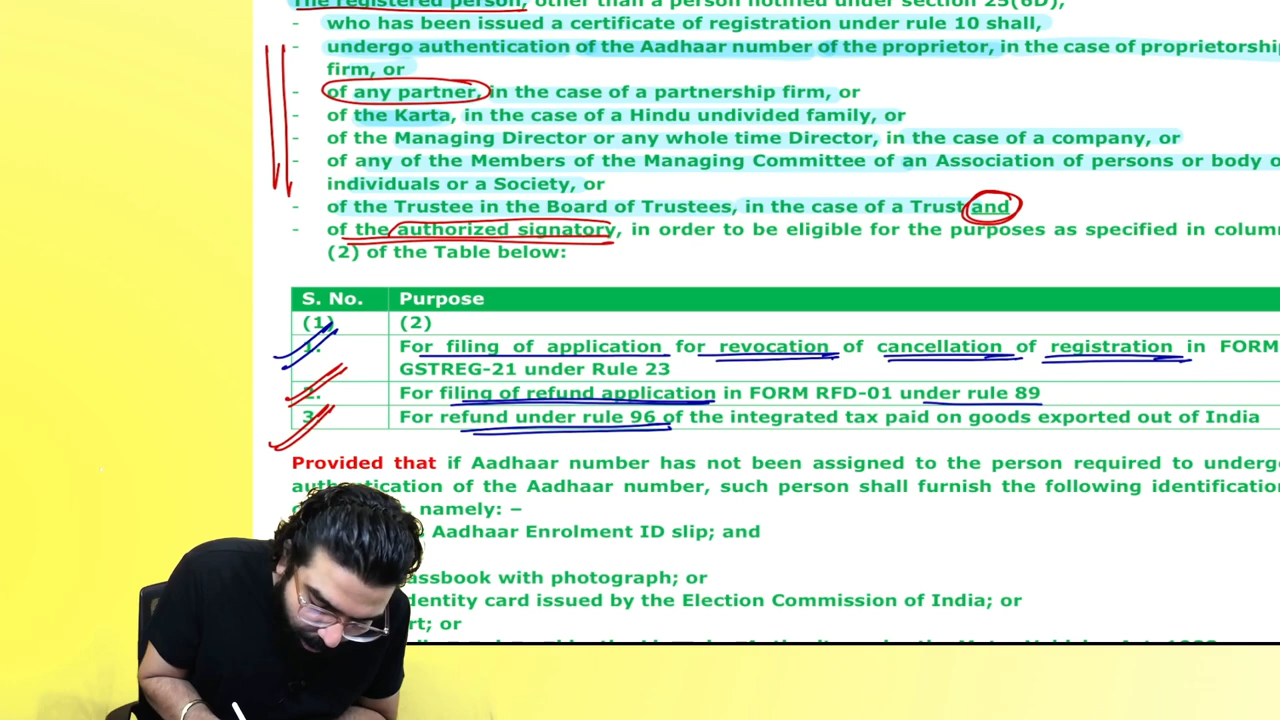 The registered person, other than a person notified under section 25(6D),
- who has been issued a certificate of registration under rule 10 shall,
- undergo authentication of the Aadhaar number of the proprietor, in the case of proprietorship
firm, or
- of any partner, in the case of a partnership firm, or
- of the Karta, in the case of a Hindu undivided family, or
- of the Managing Director or any whole time Director, in the case of a company, or
- of any of the Members of the Managing Committee of an Association of persons or body o
individuals or a Society, or
- of the Trustee in the Board of Trustees, in the case of a Trust and
- of the authorized signatory, in order to be eligible for the purposes as specified in colum
(2) of the Table below:
S. No. Purpose
(1) (2)
1. For filing of application for revocation of cancellation of registration in FORM
GSTREG-21 under Rule 23
2. For filing of refund application in FORM RFD-01 under rule 89
3. For refund under rule 96 of the integrated tax paid on goods exported out of India
Provided that if Aadhaar number has not been assigned to the person required to underg
authentication of the Aadhaar number, such person shall furnish the following identification
namely: –
Aadhaar Enrolment ID slip; and
assbook with photograph; or
dentity card issued by the Election Commission of India; or
rt; or